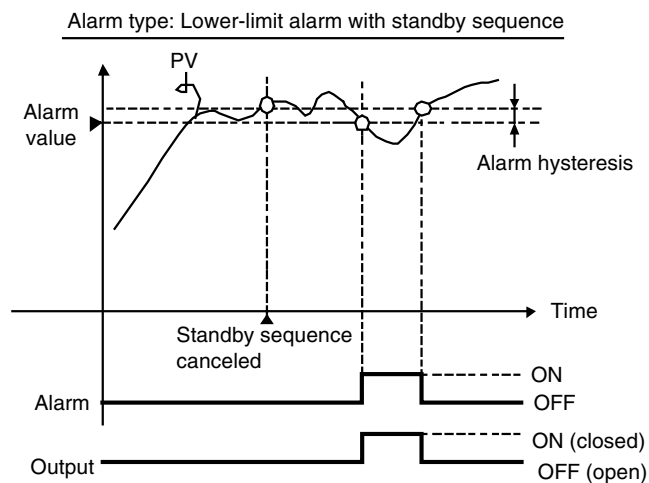 Alarm type: Lower-limit alarm with standby sequence
PV
Alarm
value
Alarm hysteresis
Time
Standby sequence
canceled
ON
Alarm
OFF
ON (closed)
Output
OFF (open)